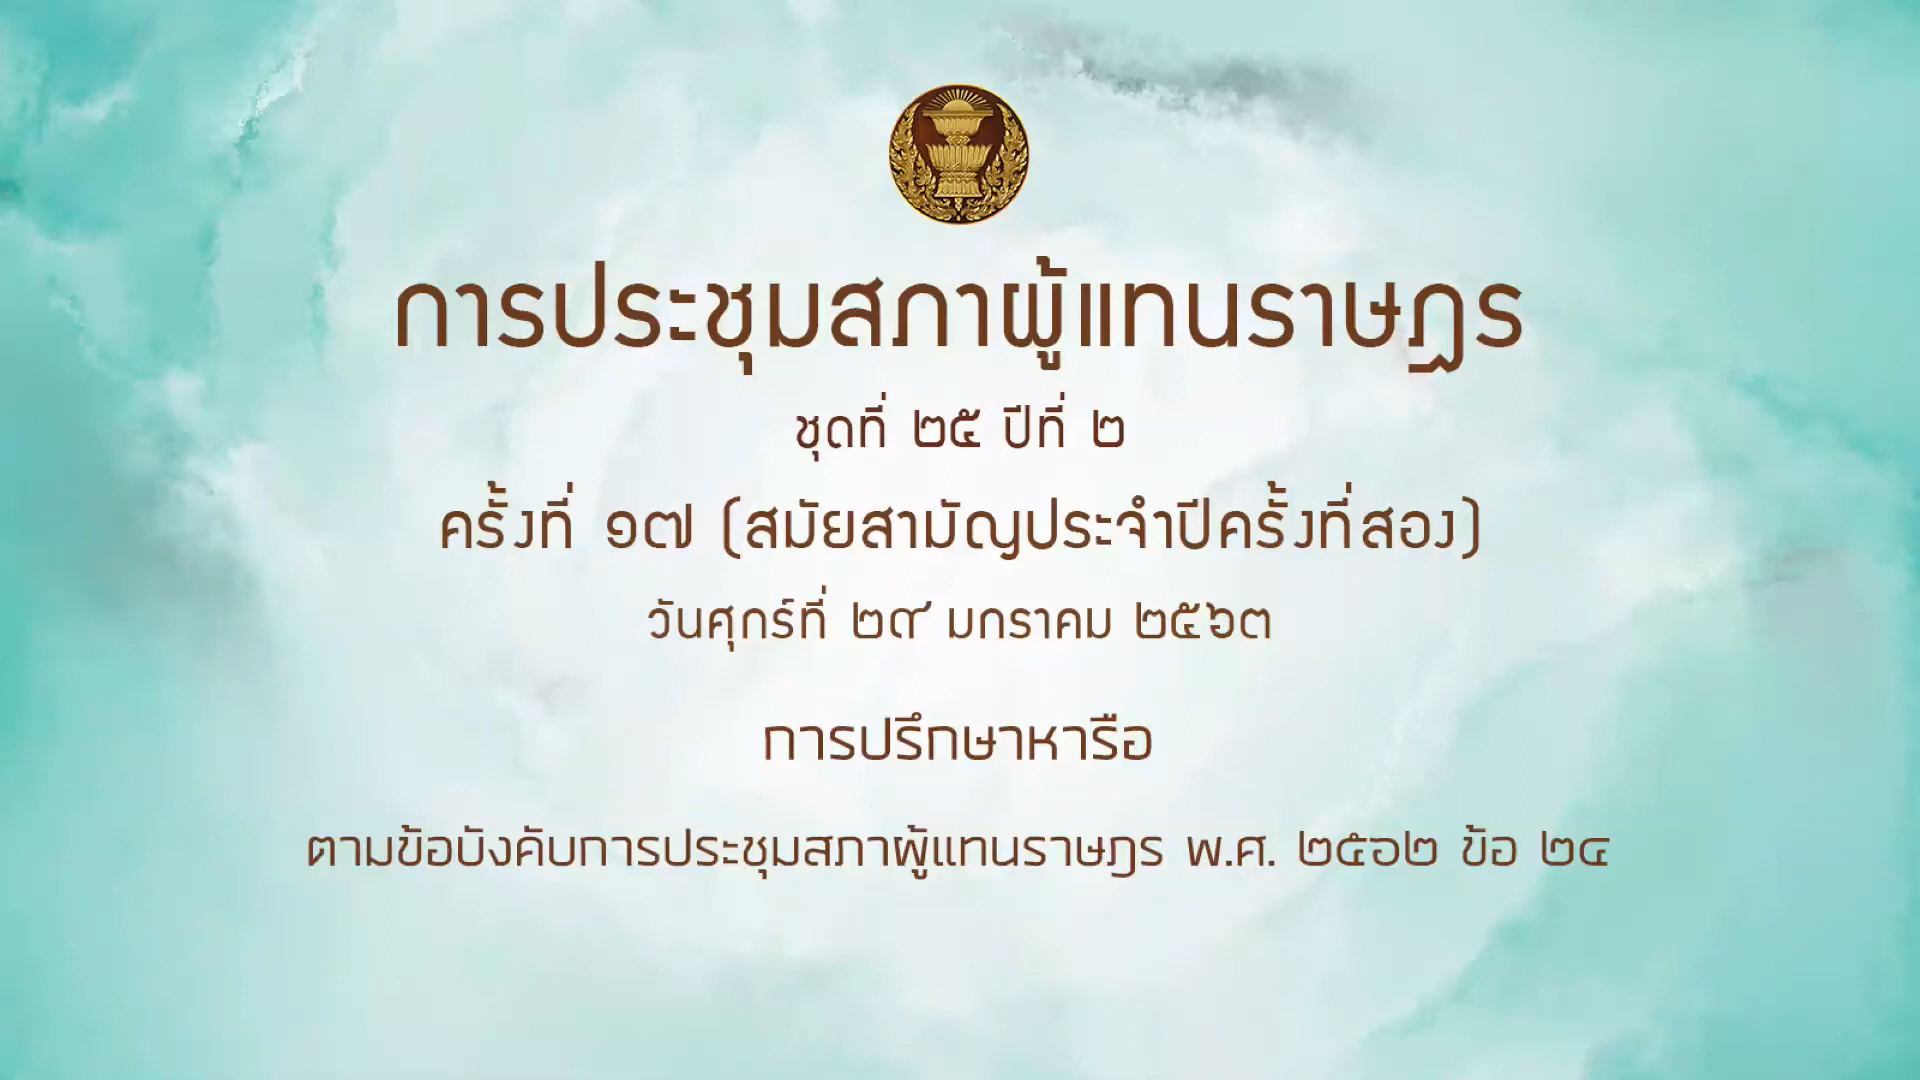 การประชุมสภาผู้แทนราษฎร
ชุดที่ ๒๕ ปีที่ ๒
ครั้งที่ ๑๗ (สมัยสามัญประจำปีครั้งที่สอง)
วันศุกร์ที่ ๒๙ มกราคม ๒๕๖๓
การปรึกษาหารือ
ตามข้อบังคับการประชุมสภาผู้แทนราษฎร พ.ศ. ๒๕๖๒ ข้อ ๒๔